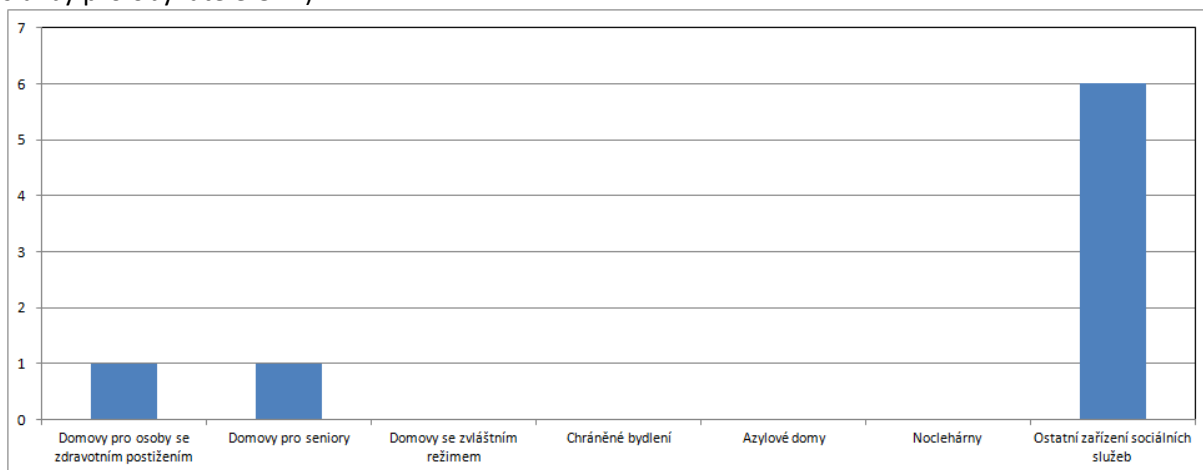 7
6
5
4
3
2
1
0
Domovy pro osoby se
zdravotním postižením
Domovy pro seniory
Domovy se zvláštním
režimem
Chráněné bydlení
Azylové domy
Noclehárny
Ostatní zařízení sociálních
služeb